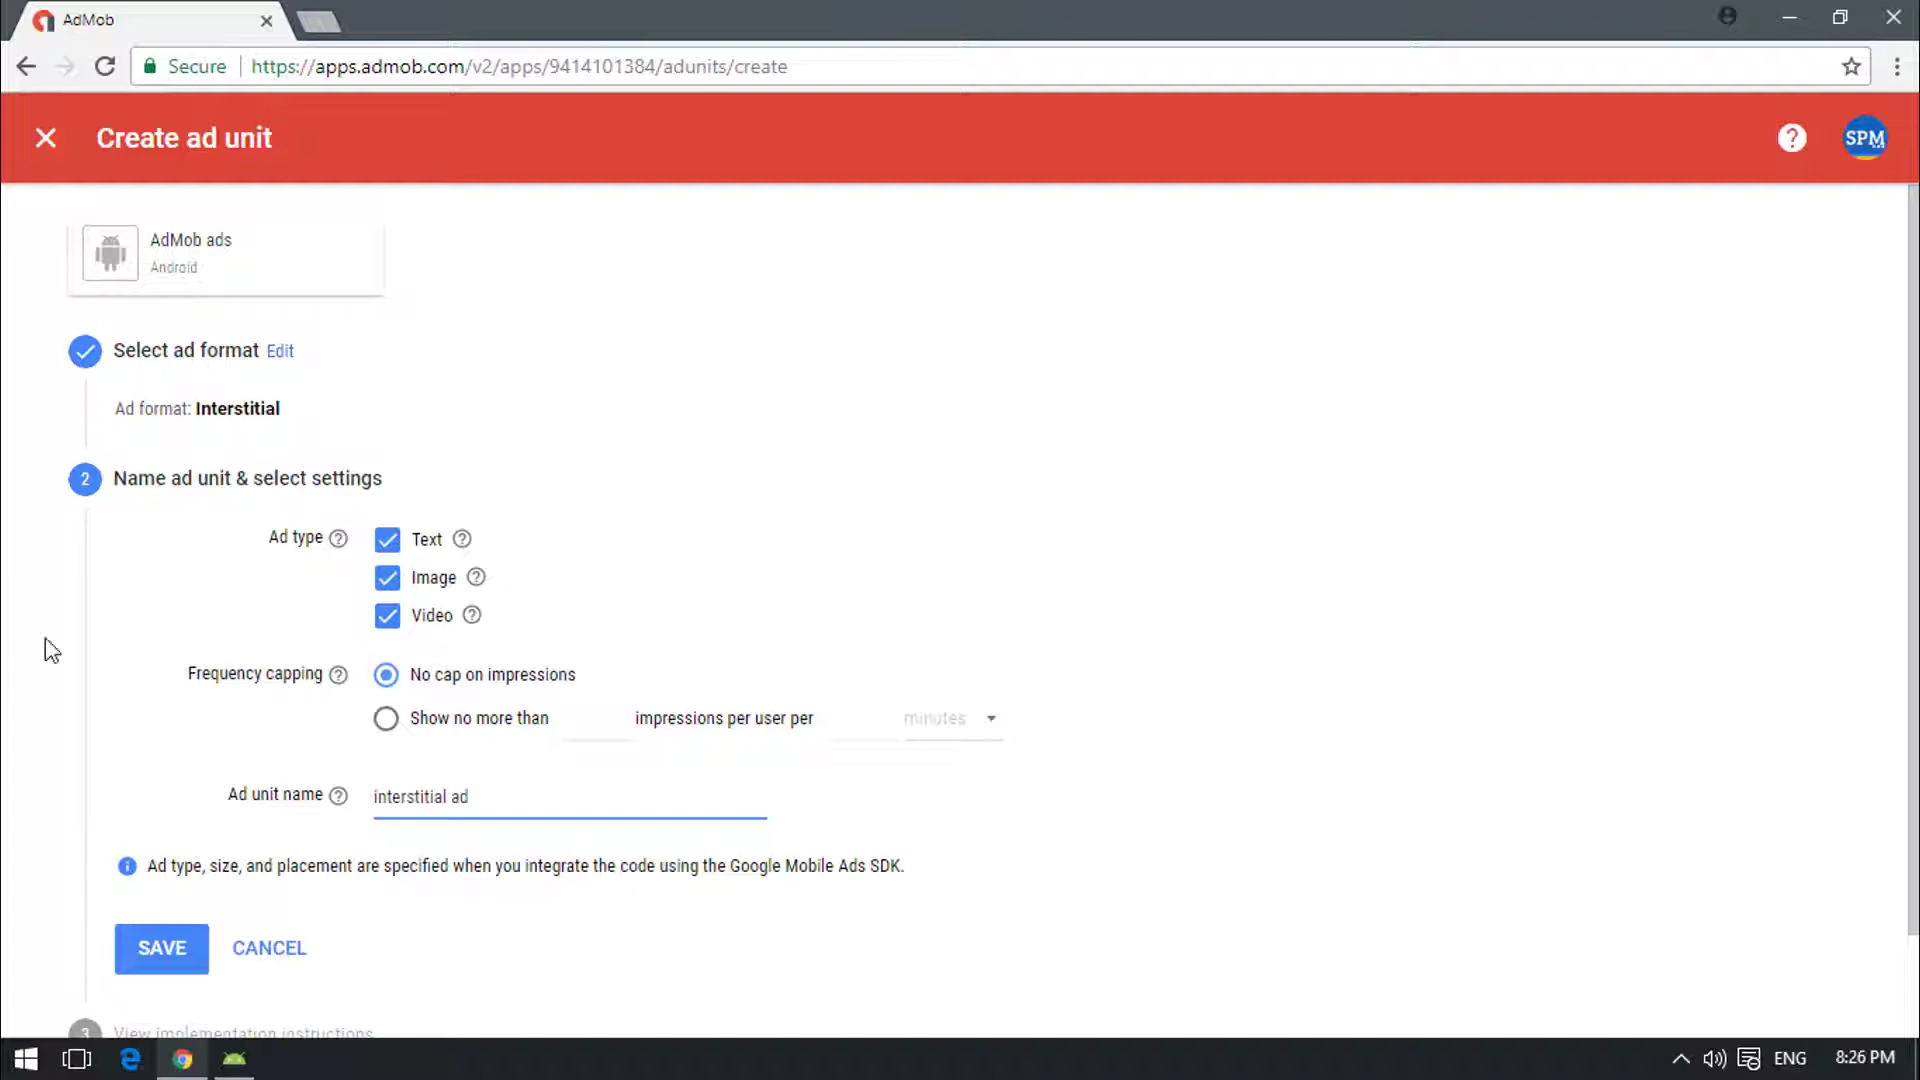 AdMob
Secure https://apps.admob.com/v2/apps/9414101384/adunits/create
Create ad unit
?
SPM
AdMob ads
Android
Select ad format Edit
Ad format: Interstitial
2 Name ad unit & select settings
Ad type ? Text ?
Image ?
Video ?
Frequency capping ? No cap on impressions
Show no more than impressions per user per minutes
Ad unit name ? interstitial ad
i Ad type, size, and placement are specified when you integrate the code using the Google Mobile Ads SDK.
SAVE CANCEL
3 View implementation instructions
ENG 8:26 PM